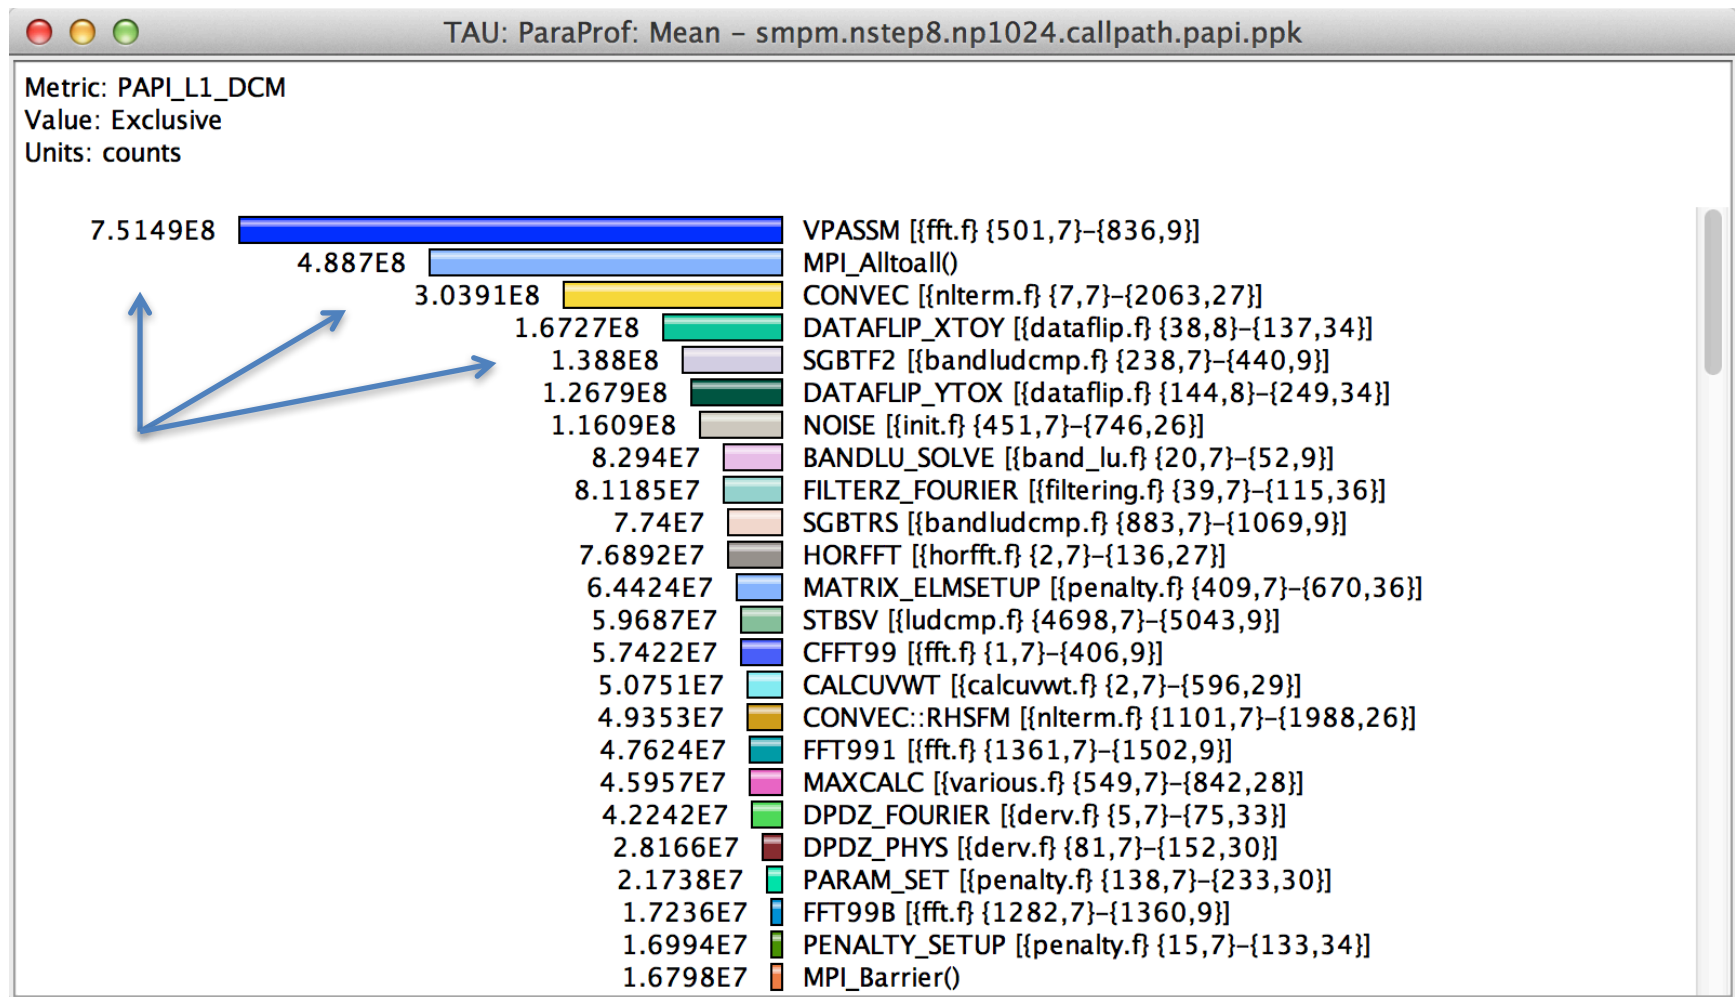 TAU: ParaProf: Mean – smpm.nstep8.np1024.callpath.papi.ppk
Metric: PAPI_L1_DCM
Value: Exclusive
Units: counts
7.5149E8 VPASSM [{fft.f} {501,7}–{836,9}]
4.887E8 MPI_Alltoall()
3.0391E8 CONVEC [{nlterm.f} {7,7}–{2063,27}]
1.6727E8 DATAFLIP_XTOY [{dataflip.f} {38,8}–{137,34}]
1.388E8 SGBTF2 [{bandludcmp.f} {238,7}–{440,9}]
1.2679E8 DATAFLIP_YTOX [{dataflip.f} {144,8}–{249,34}]
1.1609E8 NOISE [{init.f} {451,7}–{746,26}]
8.294E7 BANDLU_SOLVE [{band_lu.f} {20,7}–{52,9}]
8.1185E7 FILTERZ_FOURIER [{filtering.f} {39,7}–{115,36}]
7.74E7 SGBTRS [{bandludcmp.f} {883,7}–{1069,9}]
7.6892E7 HORFFT [{horfft.f} {2,7}–{136,27}]
6.4424E7 MATRIX_ELMSETUP [{penalty.f} {409,7}–{670,36}]
5.9687E7 STBSV [{ludcmp.f} {4698,7}–{5043,9}]
5.7422E7 CFFT99 [{fft.f} {1,7}–{406,9}]
5.0751E7 CALCUVWT [{calcuvwt.f} {2,7}–{596,29}]
4.9353E7 CONVEC::RHSFM [{nlterm.f} {1101,7}–{1988,26}]
4.7624E7 FFT991 [{fft.f} {1361,7}–{1502,9}]
4.5957E7 MAXCALC [{various.f} {549,7}–{842,28}]
4.2242E7 DPDZ_FOURIER [{derv.f} {5,7}–{75,33}]
2.8166E7 DPDZ_PHYS [{derv.f} {81,7}–{152,30}]
2.1738E7 PARAM_SET [{penalty.f} {138,7}–{233,30}]
1.7236E7 FFT99B [{fft.f} {1282,7}–{1360,9}]
1.6994E7 PENALTY_SETUP [{penalty.f} {15,7}–{133,34}]
1.6798E7 MPI_Barrier()